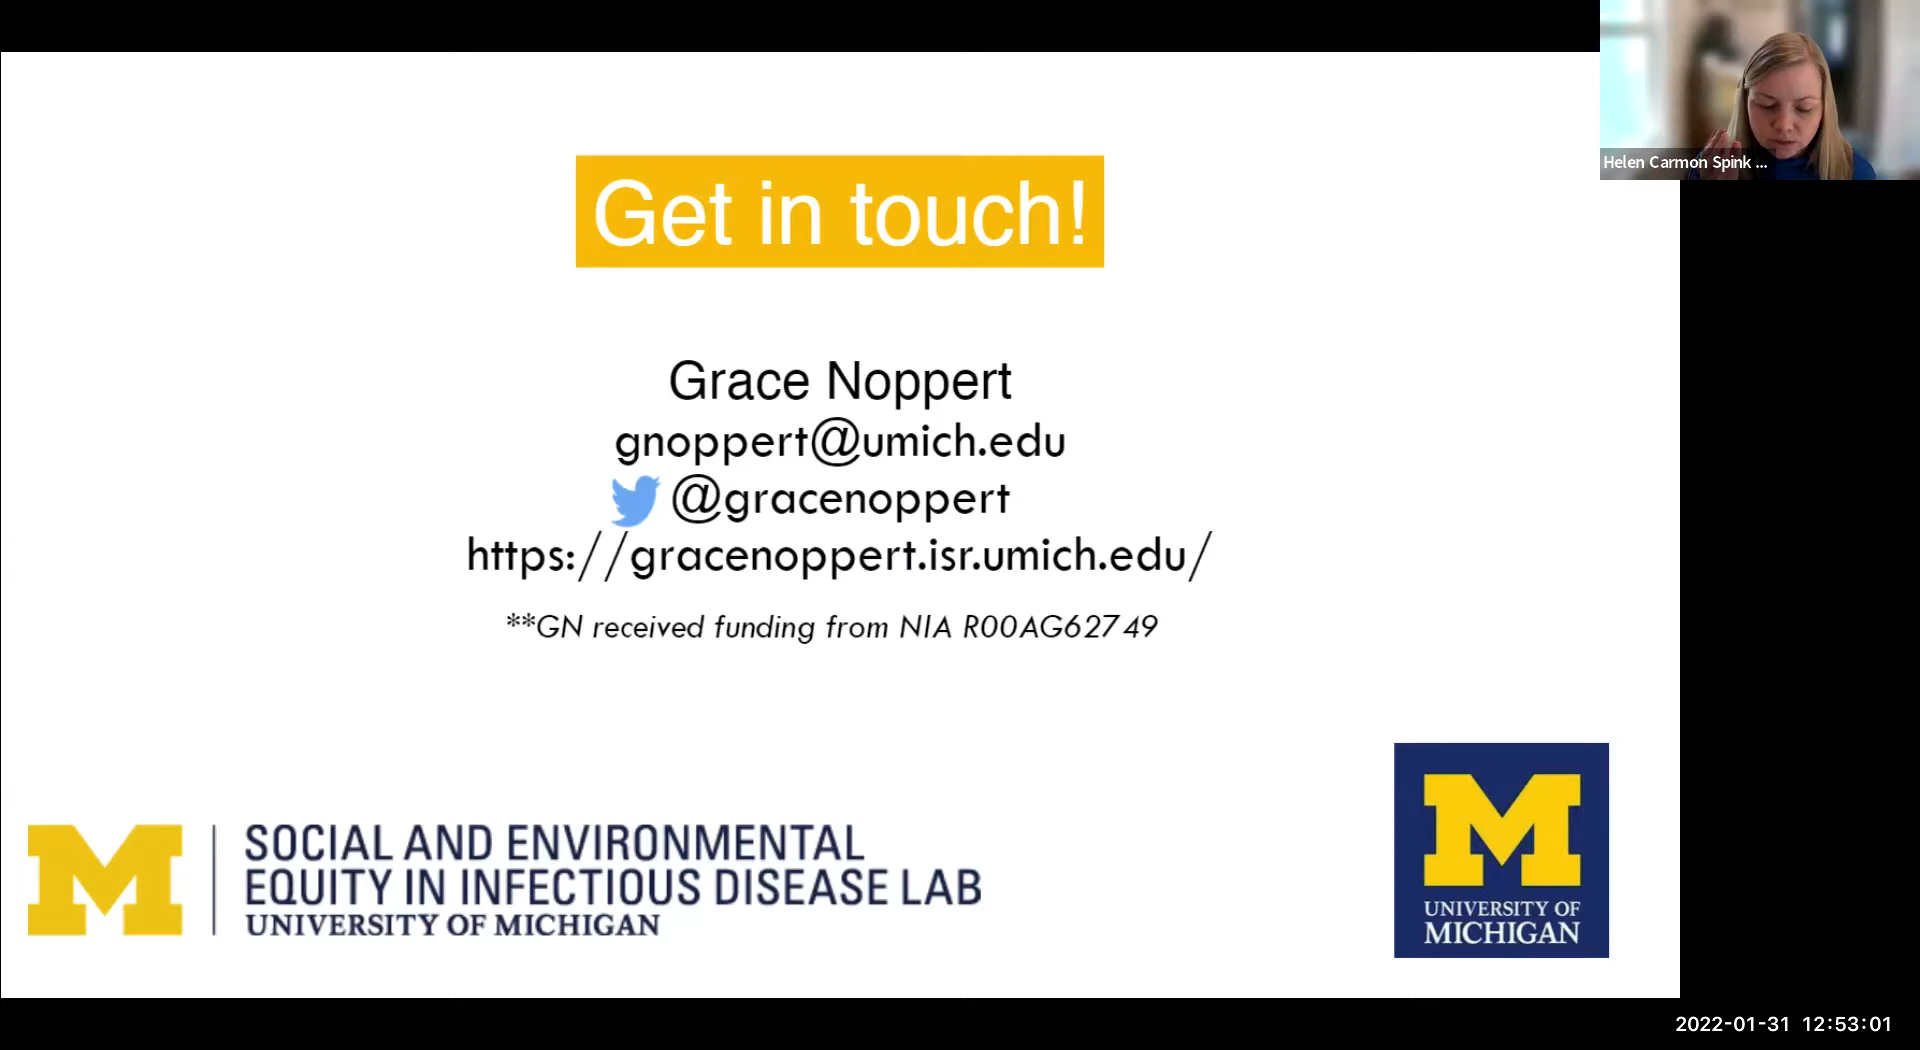 Get in touch!
Helen Carmon Spink ...
Grace Noppert
gnoppert@umich.edu
@gracenoppert
https://gracenoppert.isr.umich.edu/
**GN received funding from NIA R00AG62749
M
SOCIAL AND ENVIRONMENTAL
EQUITY IN INFECTIOUS DISEASE LAB
UNIVERSITY OF MICHIGAN
M
UNIVERSITY OF
MICHIGAN
2022-01-31 12:53:01